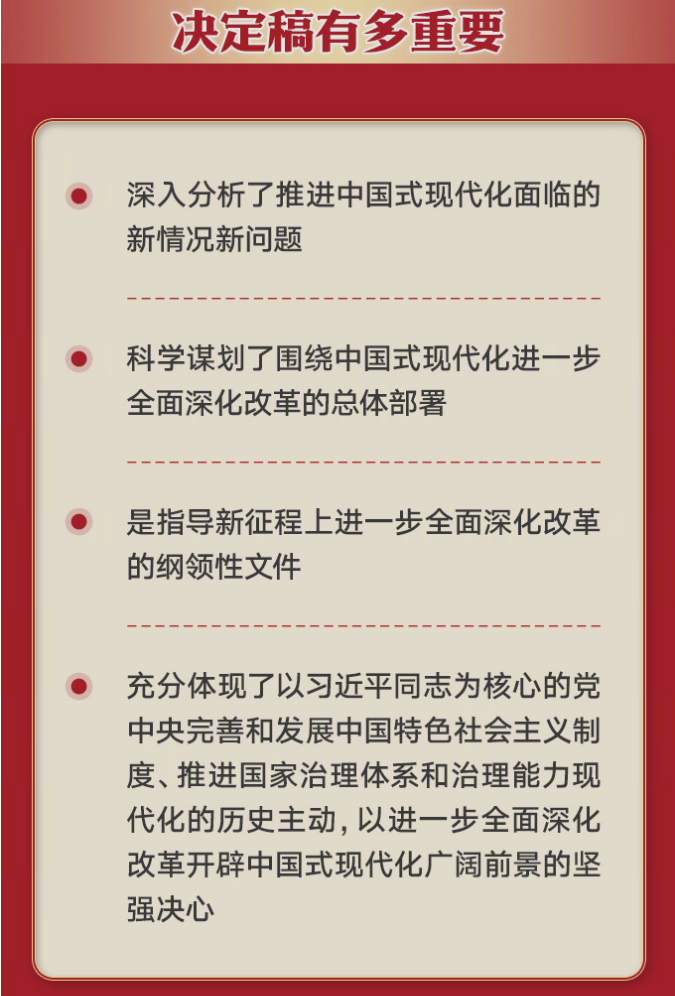 决定稿有多重要
深入分析了推进中国式现代化面临的
新情况新问题
科学谋划了围绕中国式现代化进一步
全面深化改革的总体部署
是指导新征程上进一步全面深化改革
的纲领性文件
充分体现了以习近平同志为核心的党
中央完善和发展中国特色社会主义制
度、推进国家治理体系和治理能力现
代化的历史主动，以进一步全面深化
改革开辟中国式现代化广阔前景的坚
强决心